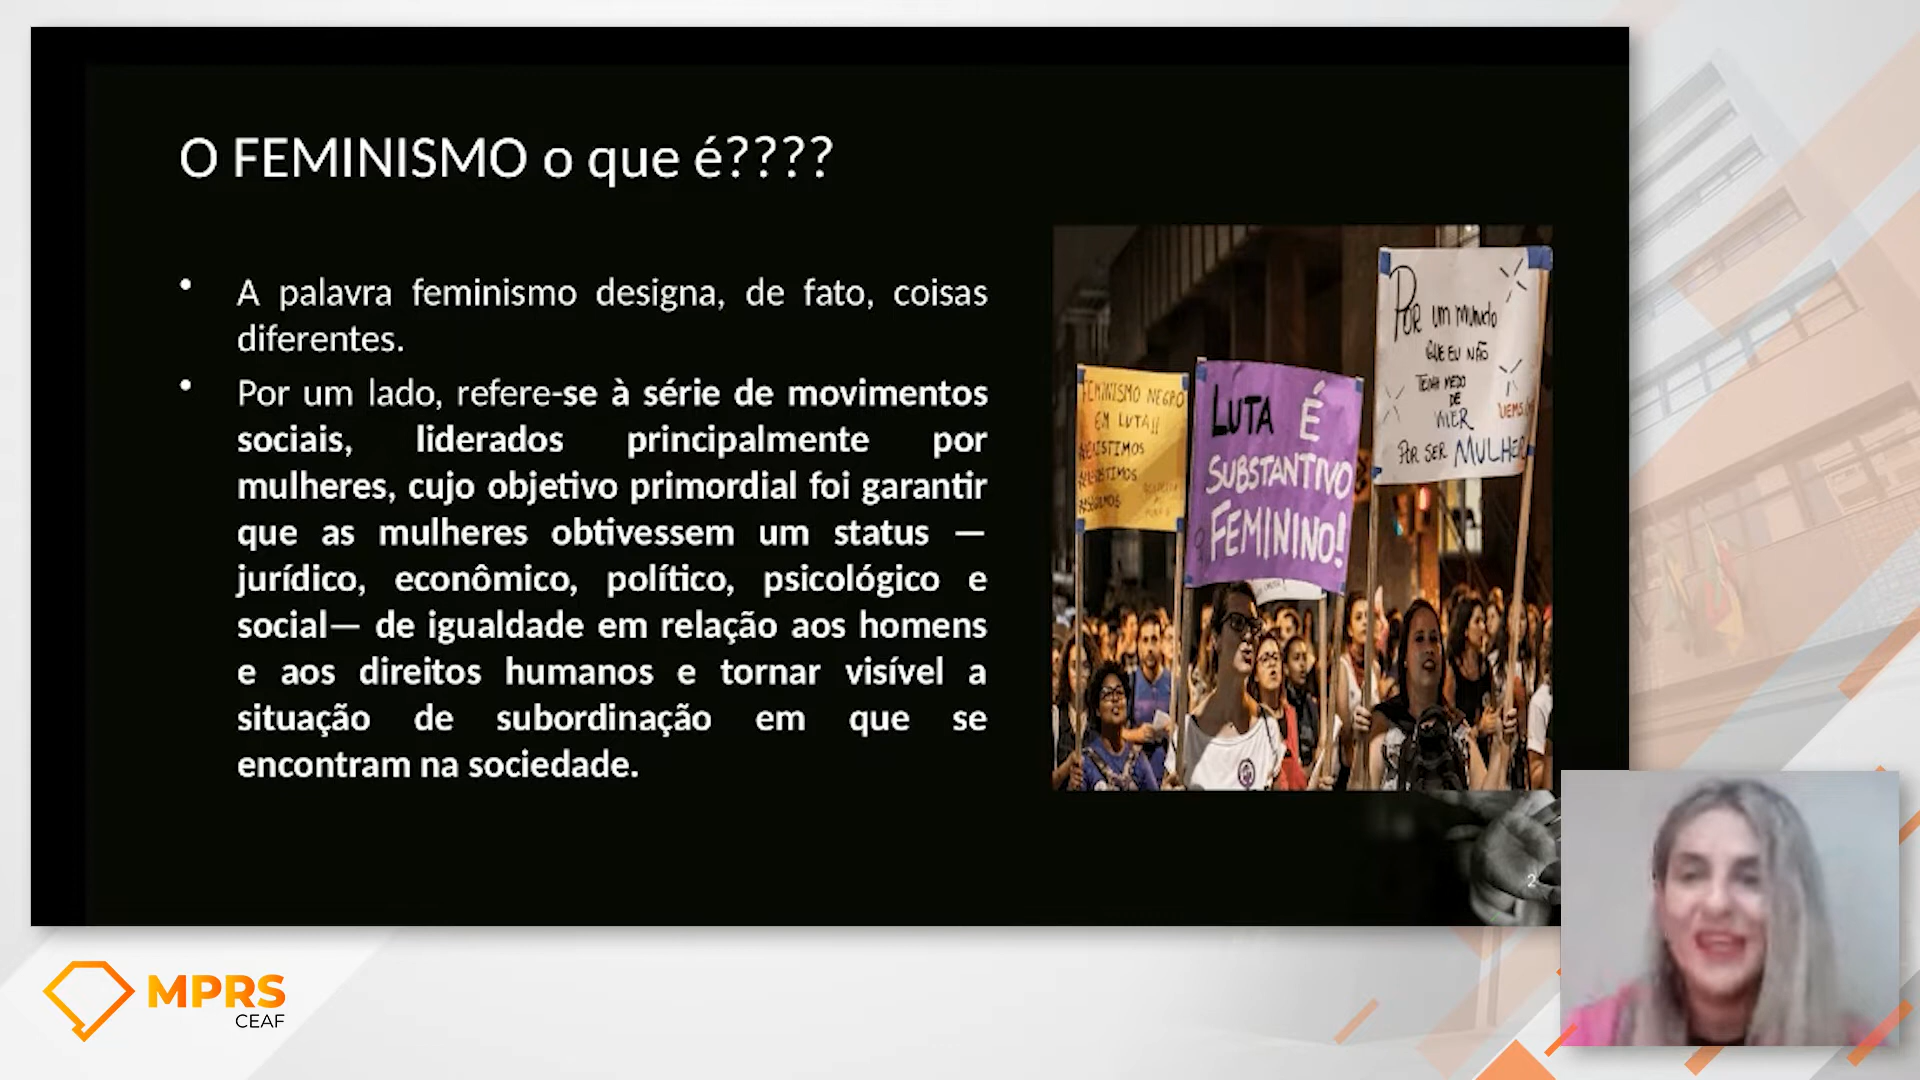 O FEMINISMO o que é????
• A palavra feminismo designa, de fato, coisas
diferentes.
• Por um lado, refere-se à série de movimentos
sociais, liderados principalmente por
mulheres, cujo objetivo primordial foi garantir
que as mulheres obtivessem um status —
jurídico, econômico, político, psicológico e
social— de igualdade em relação aos homens
e aos direitos humanos e tornar visível a
situação de subordinação em que se
encontram na sociedade.
FEMINISMO NEGRO
EM LUTA!!
LUTA É
SUBSTANTIVO
FEMININO!
POR um mundo
QUE EU NÃO
TENHA MEDO
DE
VIVER
POR SER MULHER
2
MPRS
CEAF